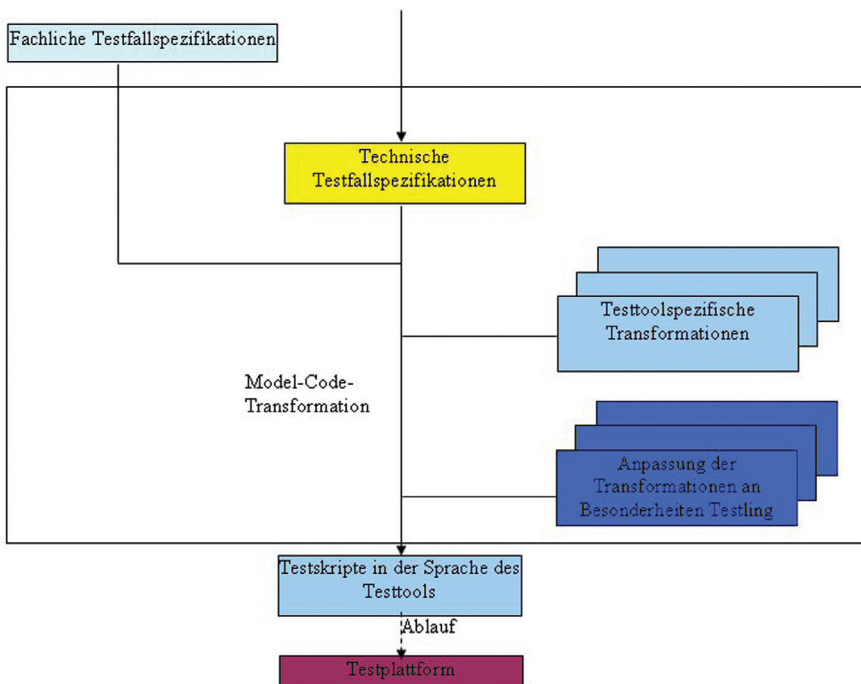 Fachliche Testfallspezifikationen
Technische
Testfallspezifikationen
Testtoolspezifische
Transformationen
Model-Code-
Transformation
Anpassung der
Transformationen an
Besonderheiten Testling
Testskripte in der Sprache des
Testtools
Ablauf
Testplattform